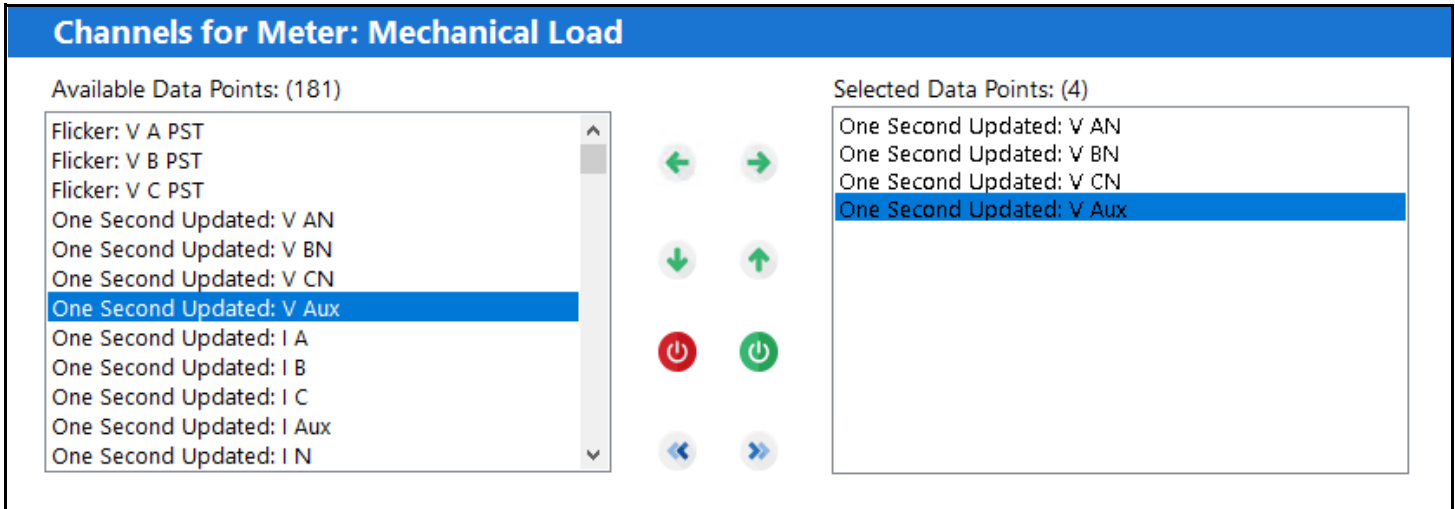 Channels for Meter: Mechanical Load
Available Data Points: (181)
Flicker: V A PST
Flicker: V B PST
Flicker: V C PST
One Second Updated: V AN
One Second Updated: V BN
One Second Updated: V CN
One Second Updated: V Aux
One Second Updated: I A
One Second Updated: I B
One Second Updated: I C
One Second Updated: I Aux
One Second Updated: I N
Selected Data Points: (4)
One Second Updated: V AN
One Second Updated: V BN
One Second Updated: V CN
One Second Updated: V Aux